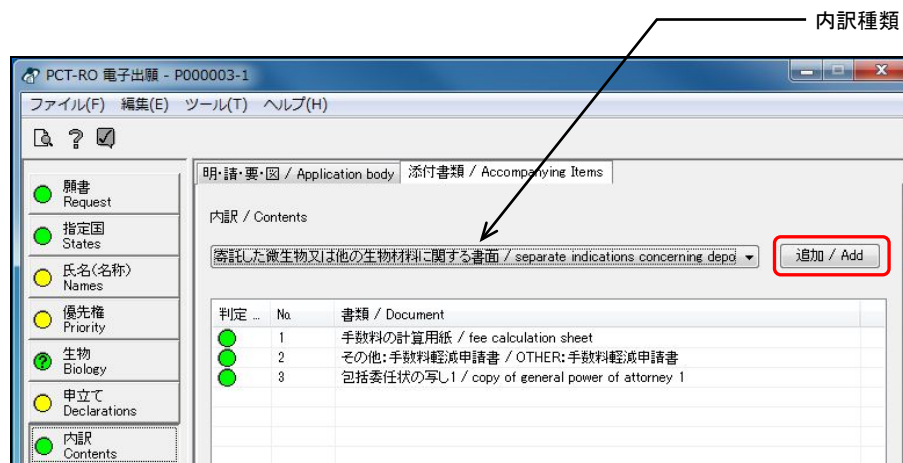 内訳種類
PCT-RO 電子出願 - P000003-1
ファイル(F) 編集(E) ツール(T) ヘルプ(H)
明・請・要・図 / Application body
添付書類 / Accompanying Items
願書
Request
指定国
States
氏名(名称)
Names
優先権
Priority
生物
Biology
申立て
Declarations
内訳
Contents
内訳 / Contents
寄託した微生物又は他の生物材料に関する書面 / separate indications concerning depo
追加 / Add
判定 ... No. 書類 / Document
1 手数料の計算用紙 / fee calculation sheet
2 その他:手数料軽減申請書 / OTHER:手数料軽減申請書
3 包括委任状の写し1 / copy of general power of attorney 1